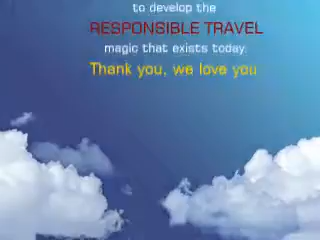 to develop the
RESPONSIBLE TRAVEL
magic that exists today.
Thank you, we love you